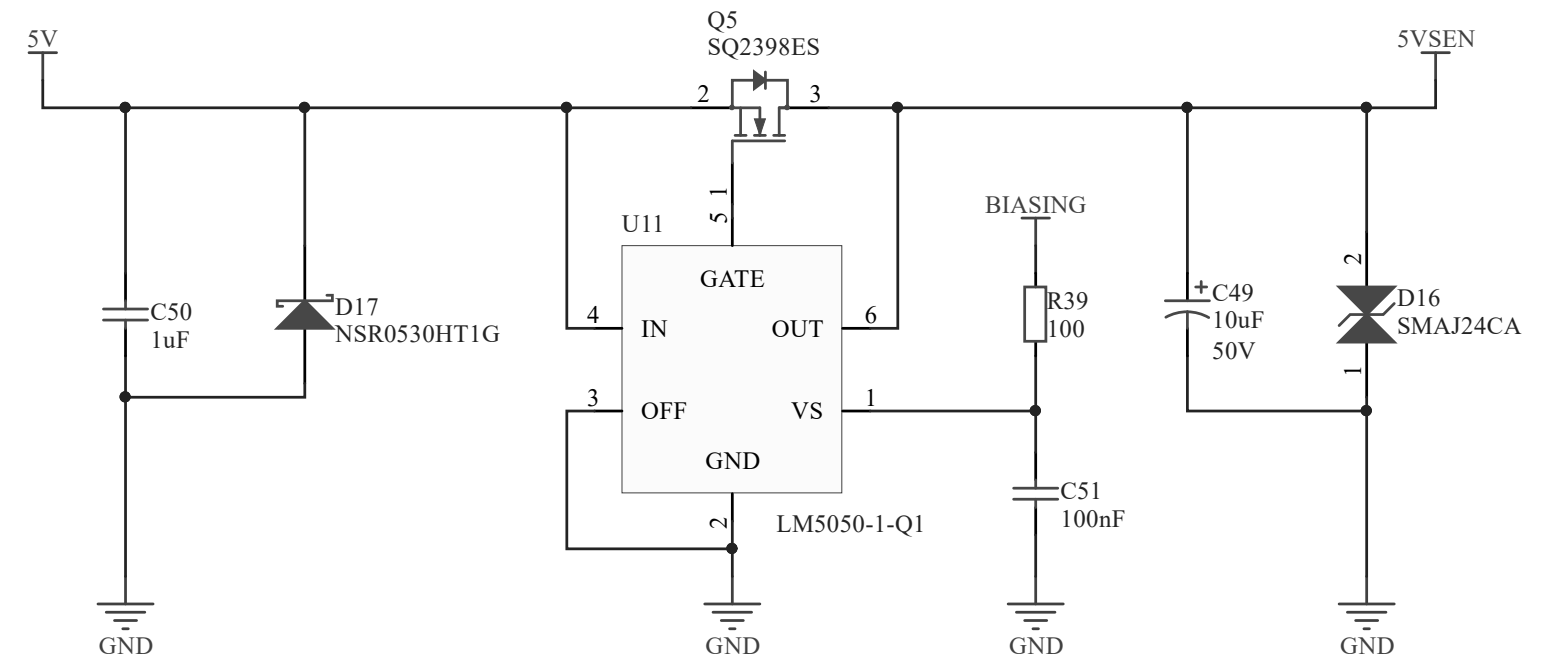 Q5
SQ2398ES
5V
5VSEN
2
3
1
5
U11
BIASING
GATE
2
C50
1uF
D17
NSR0530HT1G
4
IN
OUT
6
R39
100
C49
10uF
50V
D16
SMAJ24CA
1
3
OFF
VS
1
GND
2
LM5050-1-Q1
C51
100nF
GND
GND
GND
GND